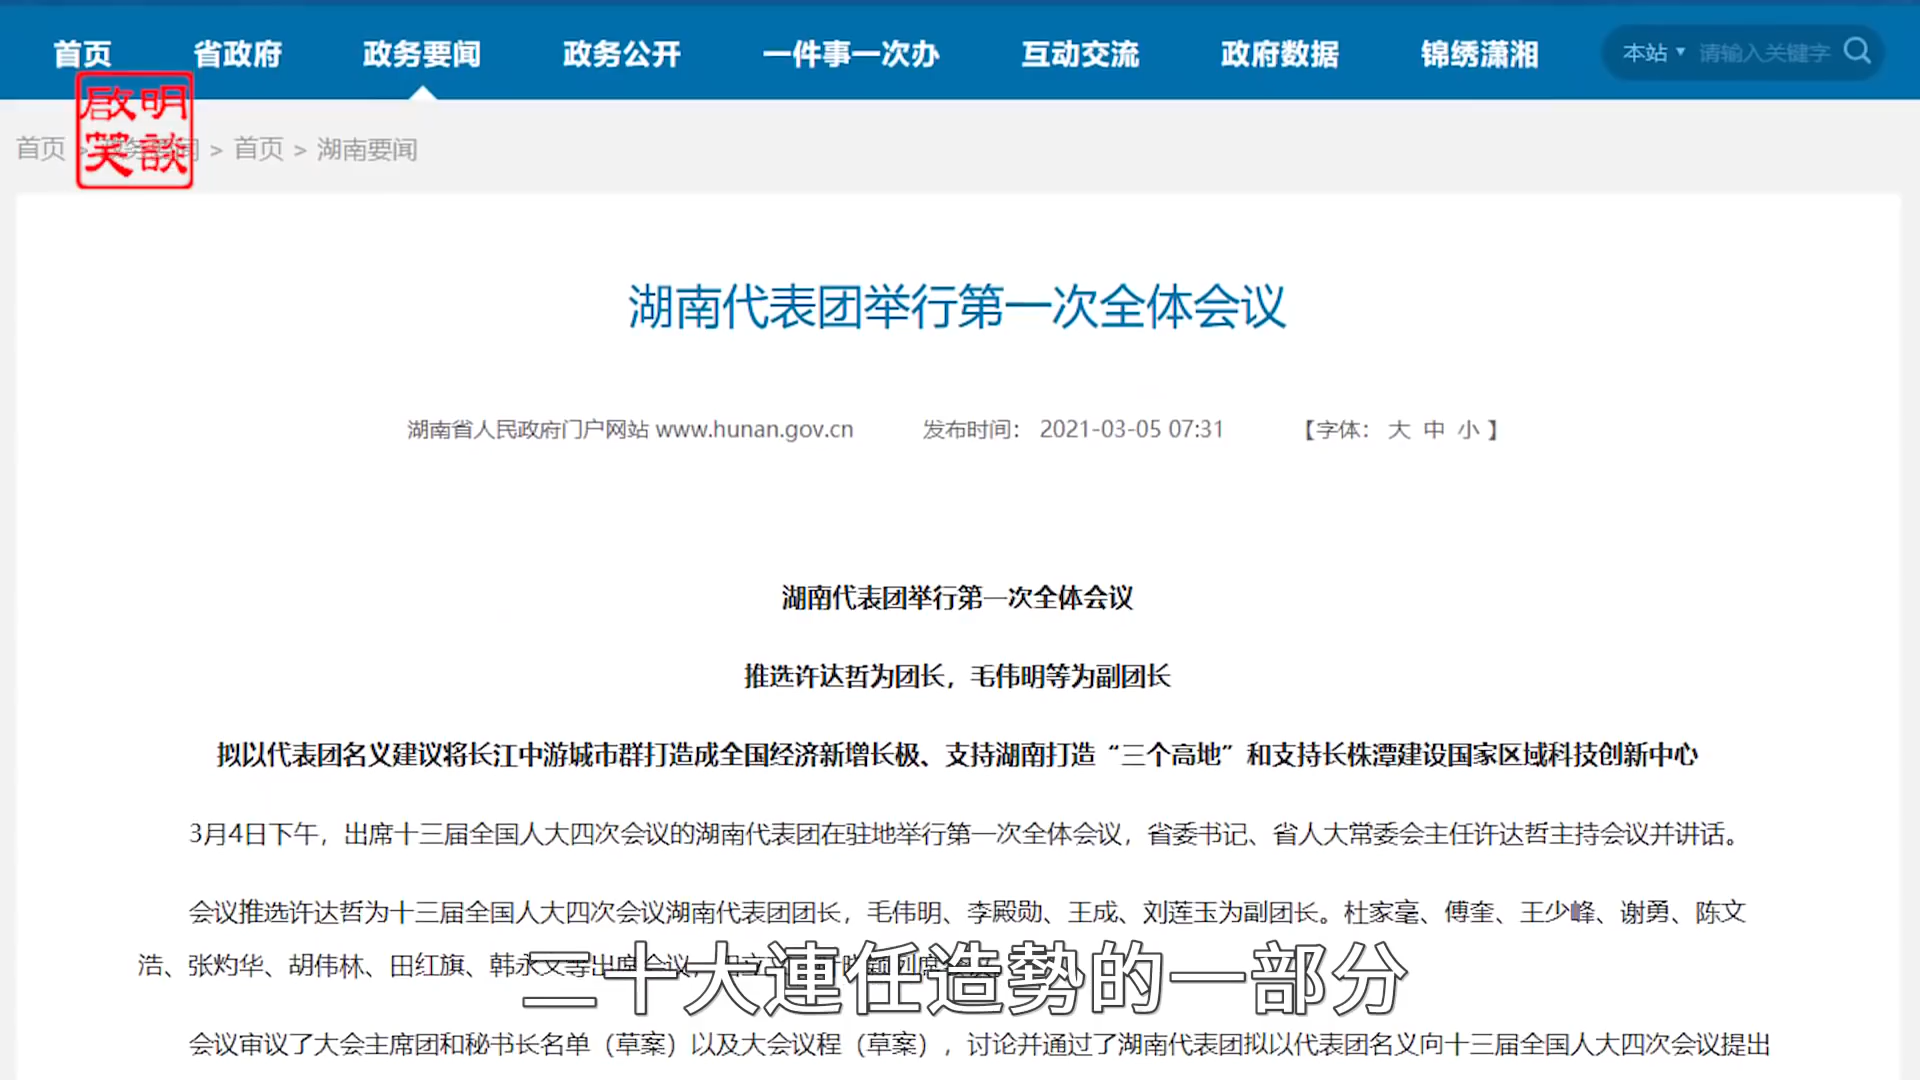 首页 省政府 政务要闻 政务公开 一件事一次办 互动交流 政府数据 锦绣潇湘 本站 请输入关键字
啟明
笑談
首页 > 政务要闻 > 首页 > 湖南要闻
湖南代表团举行第一次全体会议
湖南省人民政府门户网站 www.hunan.gov.cn 发布时间： 2021-03-05 07:31 【字体： 大 中 小 】
湖南代表团举行第一次全体会议
推选许达哲为团长，毛伟明等为副团长
拟以代表团名义建议将长江中游城市群打造成全国经济新增长极、支持湖南打造“三个高地”和支持长株潭建设国家区域科技创新中心
3月4日下午，出席十三届全国人大四次会议的湖南代表团在驻地举行第一次全体会议，省委书记、省人大常委会主任许达哲主持会议并讲话。
会议推选许达哲为十三届全国人大四次会议湖南代表团团长，毛伟明、李殿勋、王成、刘莲玉为副团长。杜家毫、傅奎、王少峰、谢勇、陈文
浩、张灼华、胡伟林、田红旗、韩永文等出席会议，
二十大連任造勢的一部分
会议审议了大会主席团和秘书长名单（草案）以及大会议程（草案），讨论并通过了湖南代表团拟以代表团名义向十三届全国人大四次会议提出